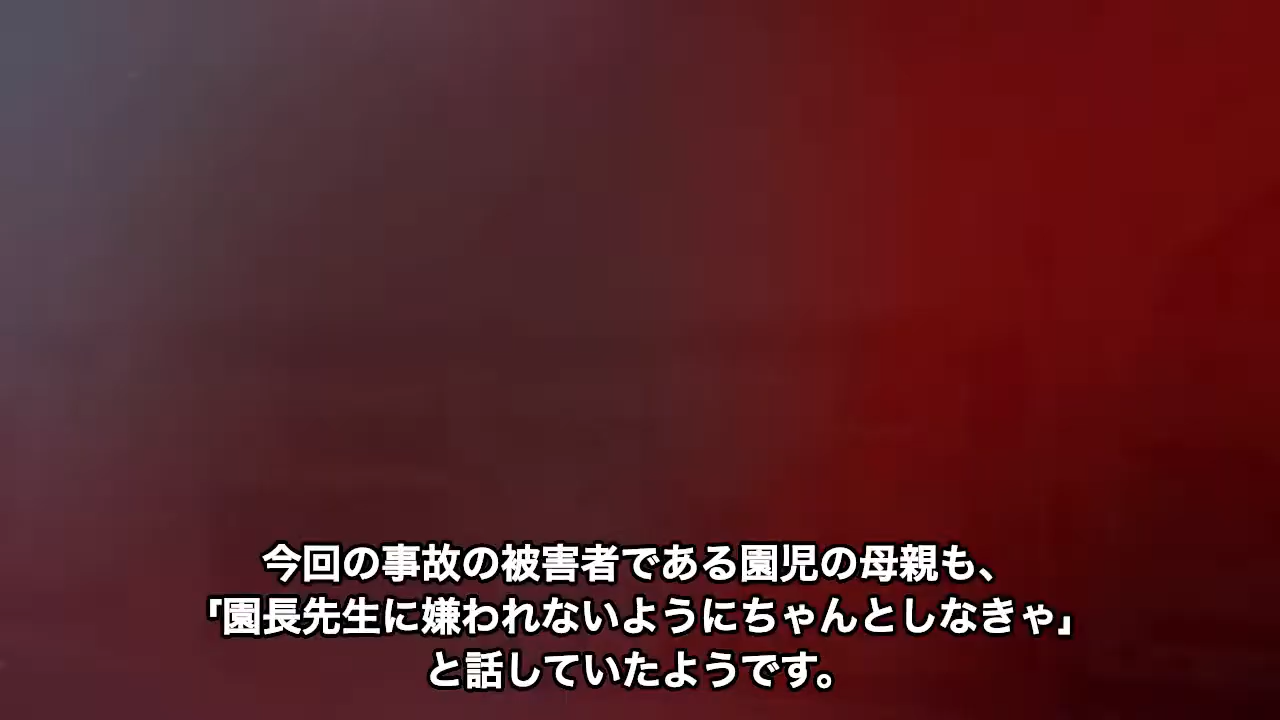 今回の事故の被害者である園児の母親も、
「園長先生に嫌われないようにちゃんとしなきゃ」
と話していたようです。